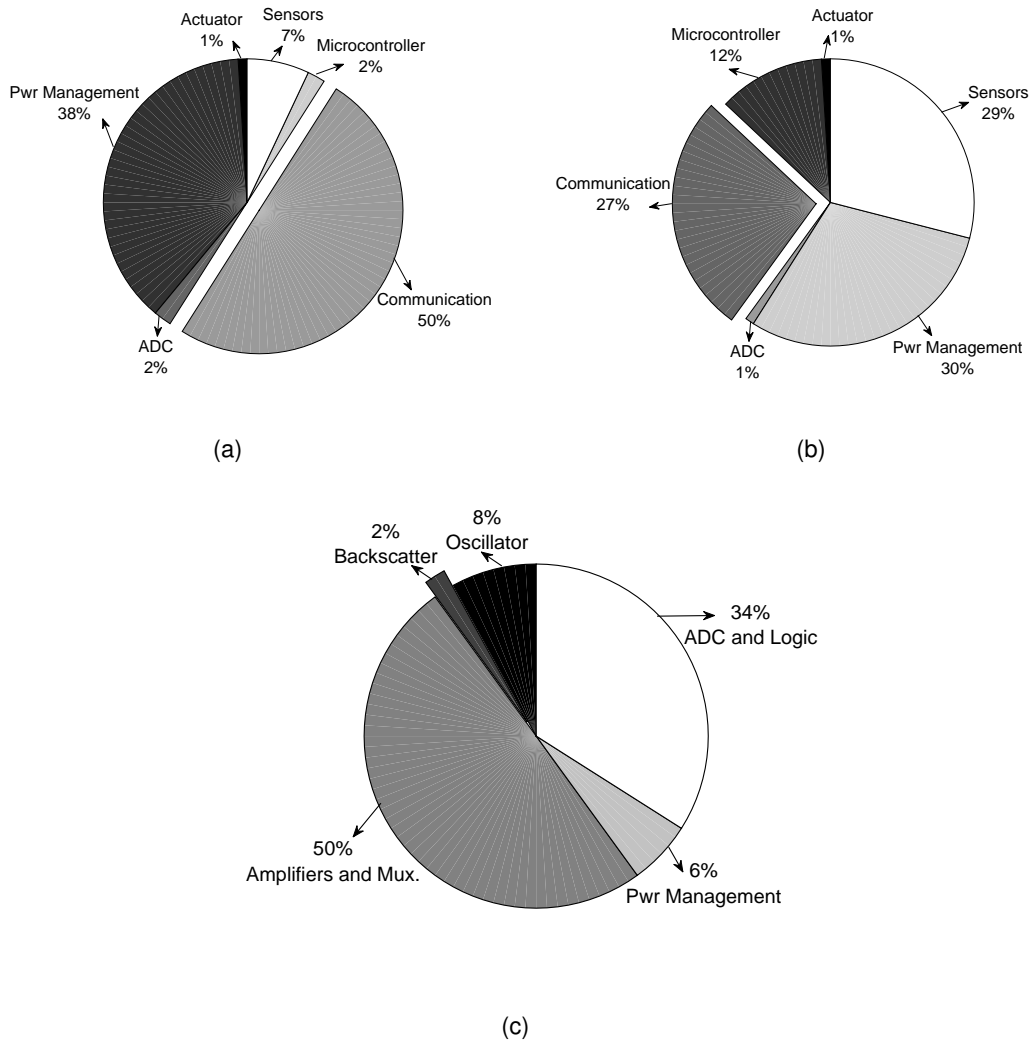 Actuator
1%
Sensors
7%
Microcontroller
2%
Pwr Management
38%
Communication
50%
ADC
2%
(a)
Actuator
1%
Microcontroller
12%
Sensors
29%
Communication
27%
Pwr Management
30%
ADC
1%
(b)
2%
Backscatter
8%
Oscillator
34%
ADC and Logic
50%
Amplifiers and Mux.
6%
Pwr Management
(c)